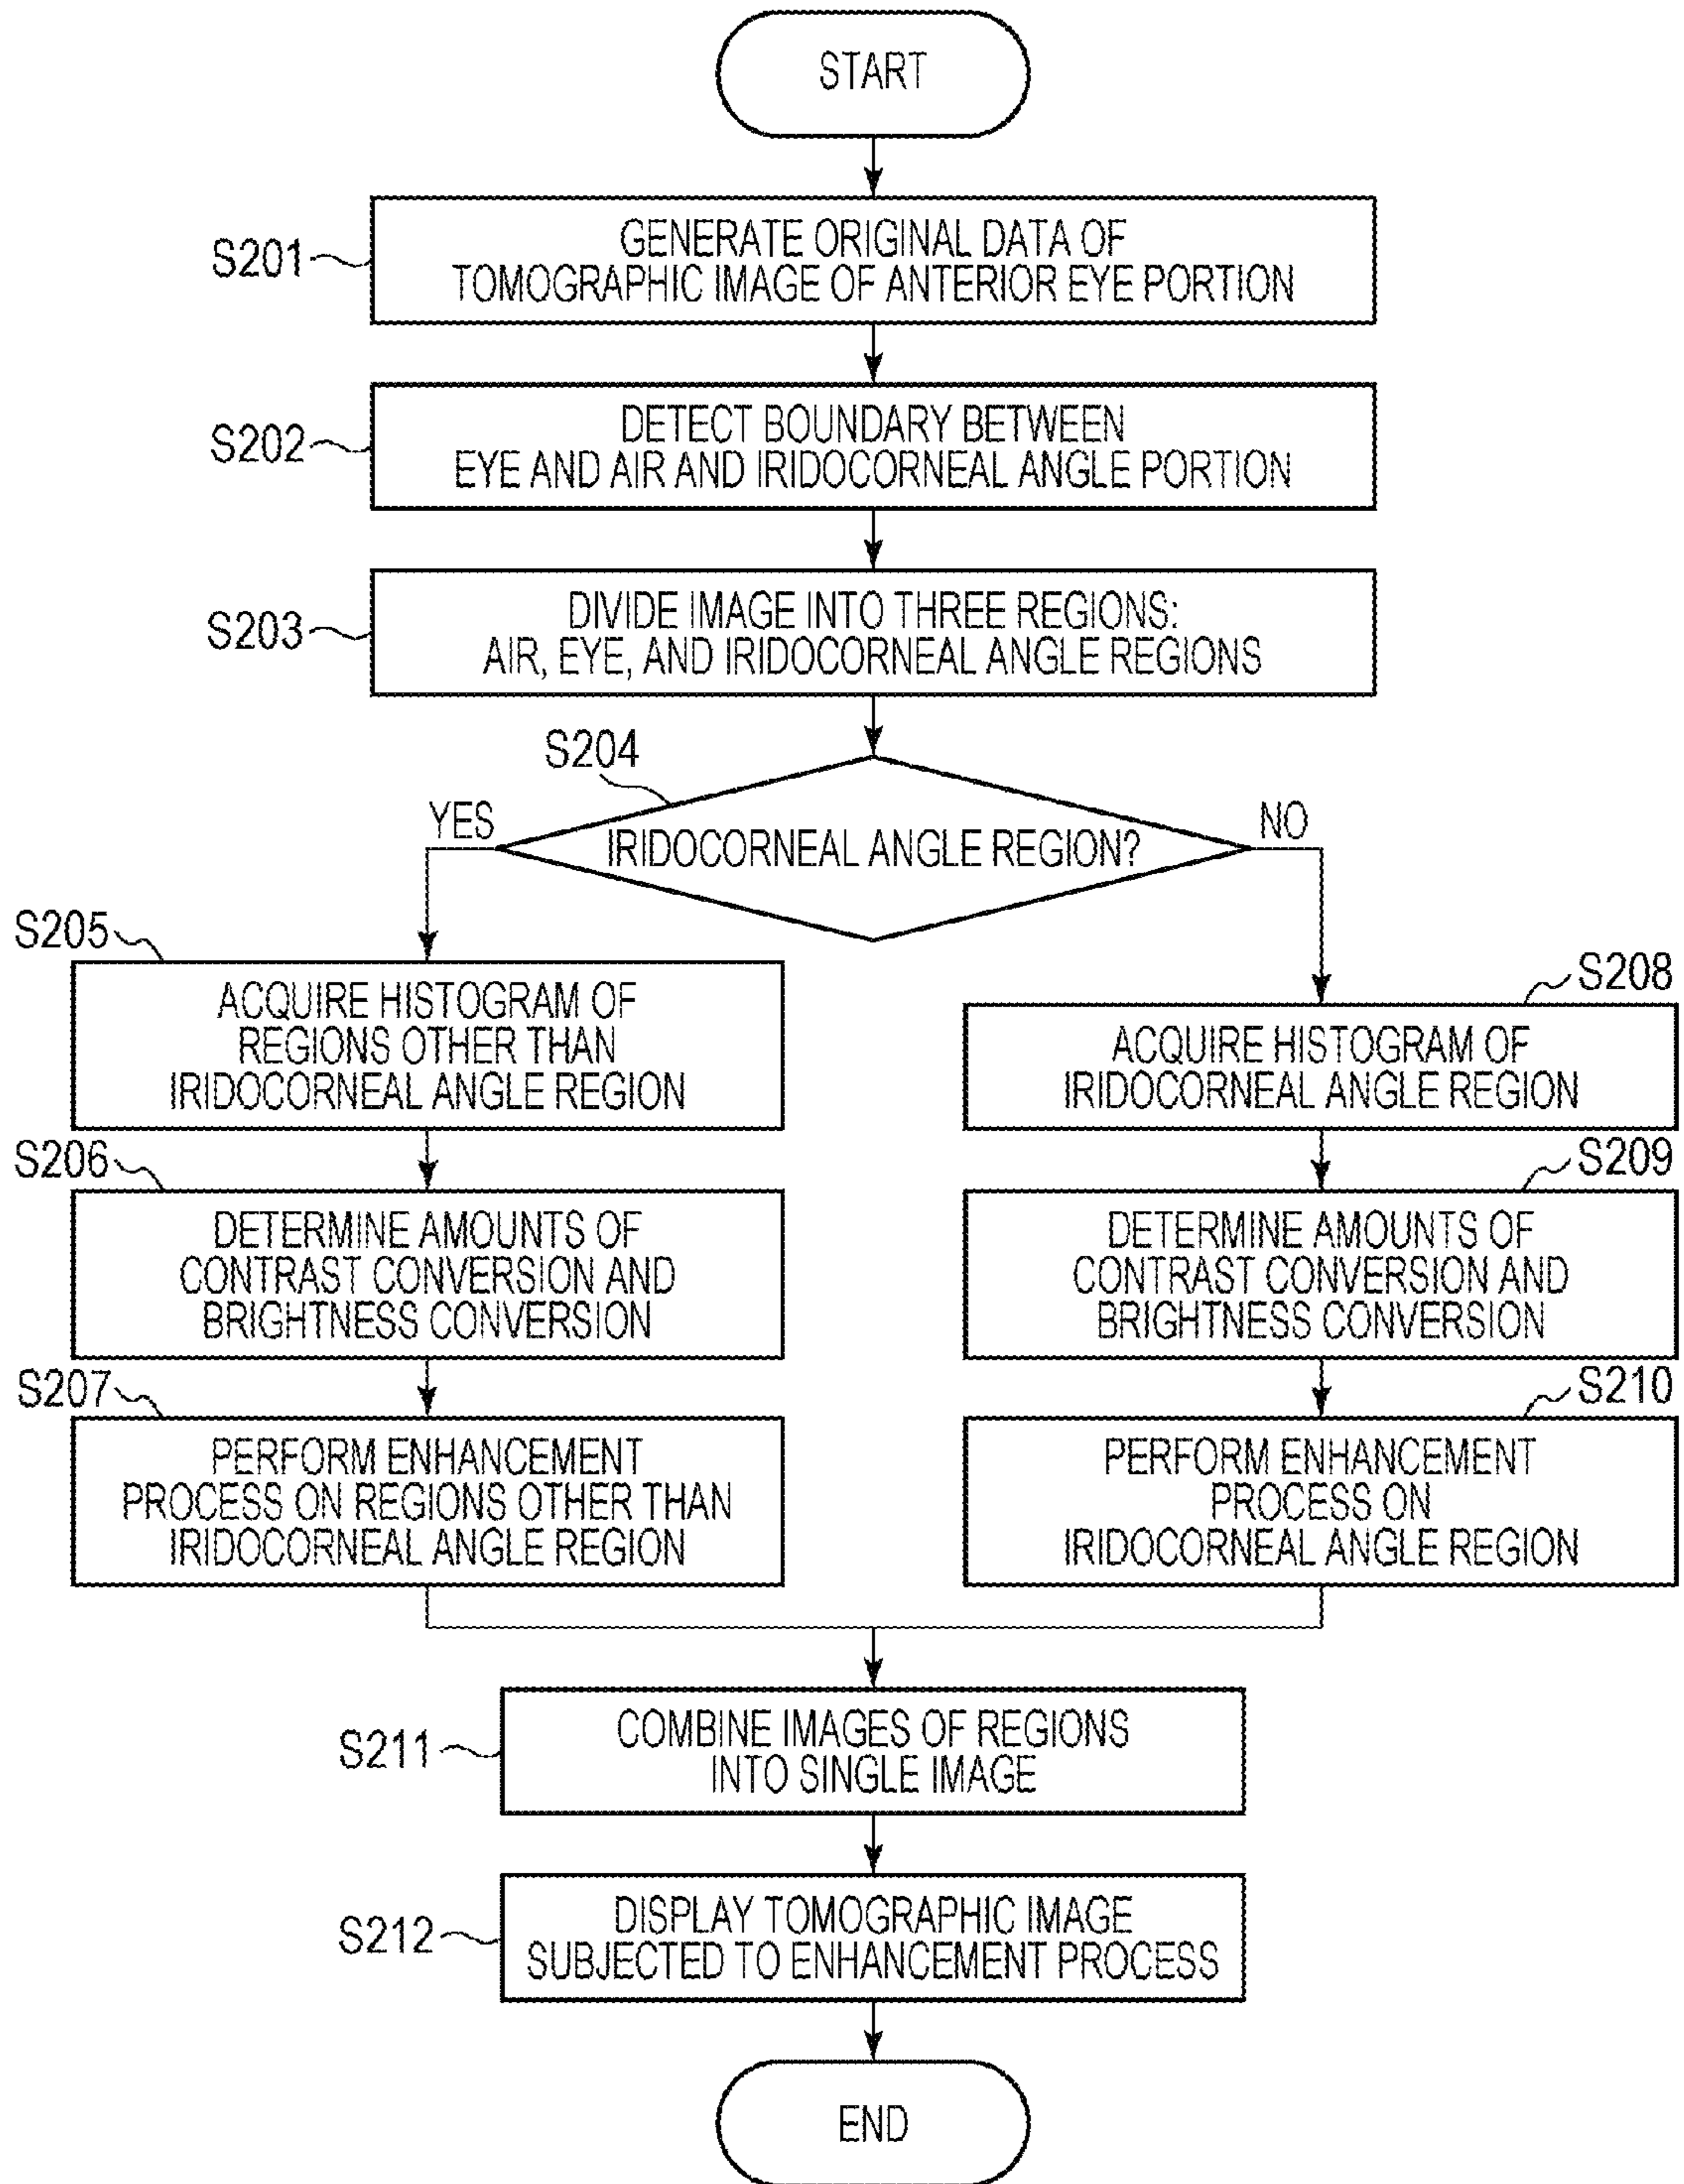 START
S201
GENERATE ORIGINAL DATA OF
TOMOGRAPHIC IMAGE OF ANTERIOR EYE PORTION
S202
DETECT BOUNDARY BETWEEN
EYE AND AIR AND IRIDOCORNEAL ANGLE PORTION
S203
DIVIDE IMAGE INTO THREE REGIONS:
AIR, EYE, AND IRIDOCORNEAL ANGLE REGIONS
S204
YES
IRIDOCORNEAL ANGLE REGION?
NO
S205
ACQUIRE HISTOGRAM OF
REGIONS OTHER THAN
IRIDOCORNEAL ANGLE REGION
S206
DETERMINE AMOUNTS OF
CONTRAST CONVERSION AND
BRIGHTNESS CONVERSION
S207
PERFORM ENHANCEMENT
PROCESS ON REGIONS OTHER THAN
IRIDOCORNEAL ANGLE REGION
S208
ACQUIRE HISTOGRAM OF
IRIDOCORNEAL ANGLE REGION
S209
DETERMINE AMOUNTS OF
CONTRAST CONVERSION AND
BRIGHTNESS CONVERSION
S210
PERFORM ENHANCEMENT
PROCESS ON
IRIDOCORNEAL ANGLE REGION
S211
COMBINE IMAGES OF REGIONS
INTO SINGLE IMAGE
S212
DISPLAY TOMOGRAPHIC IMAGE
SUBJECTED TO ENHANCEMENT PROCESS
END